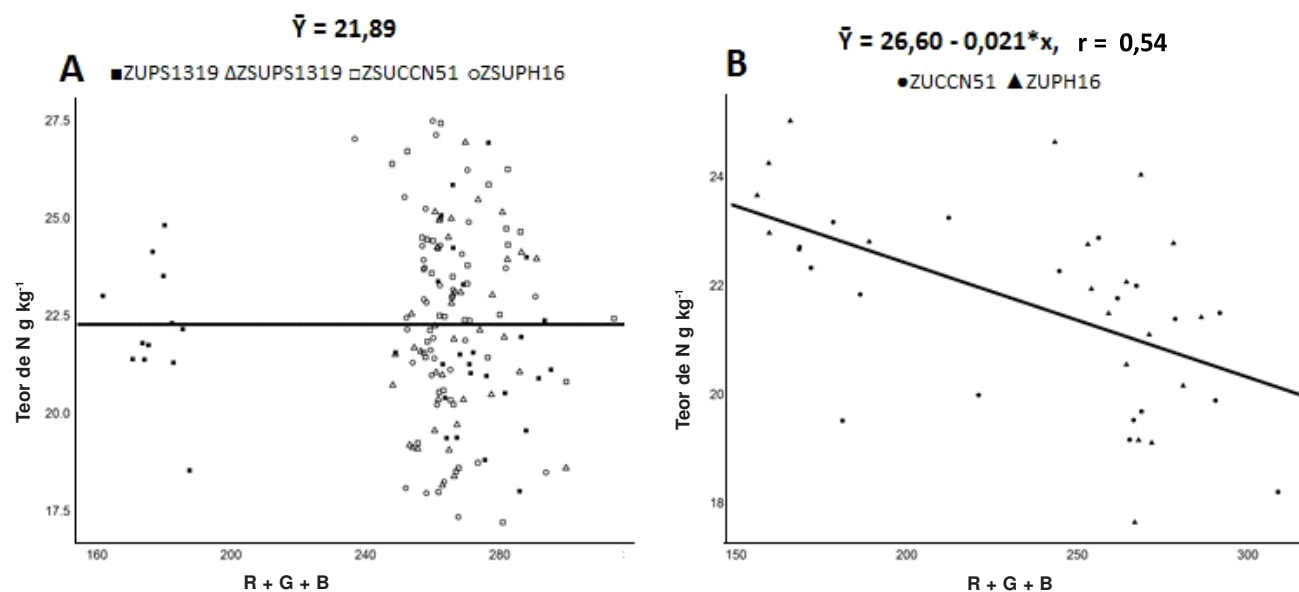 Ȳ = 21,89
A
■ZUPS1319 ∆ZSUPS1319 □ZSUCCN51 ○ZSUPH16
27.5
25.0
22.5
20.0
17.5
Teor de N g kg⁻¹
160 200 240 280
R + G + B
Ȳ = 26,60 - 0,021*x, r = 0,54
B
●ZUCCN51 ▲ZUPH16
24
22
20
18
Teor de N g kg⁻¹
150 200 250 300
R + G + B